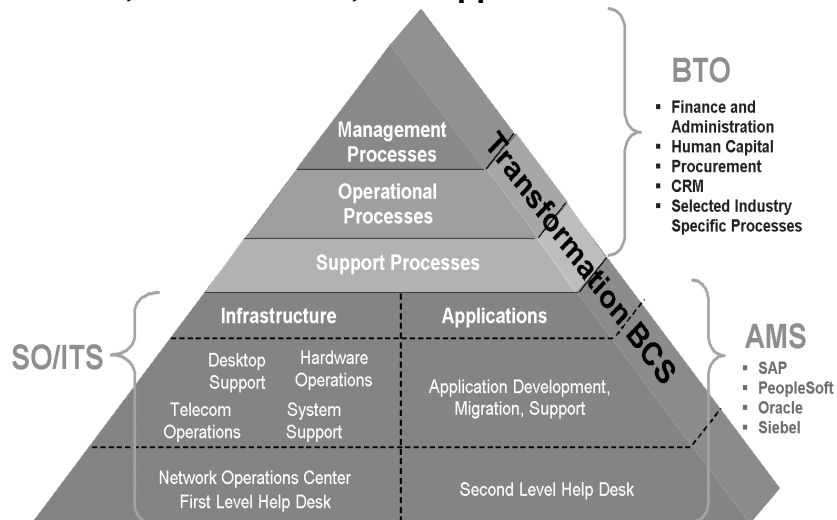 BTO
▪ Finance and
Administration
▪ Human Capital
▪ Procurement
▪ CRM
▪ Selected Industry
Specific Processes
Management
Processes
Operational
Processes
Support Processes
Transformation BCS
Infrastructure
Applications
SO/ITS
Desktop
Support
Hardware
Operations
Telecom
Operations
System
Support
Application Development,
Migration, Support
AMS
▪ SAP
▪ PeopleSoft
▪ Oracle
▪ Siebel
Network Operations Center
First Level Help Desk
Second Level Help Desk